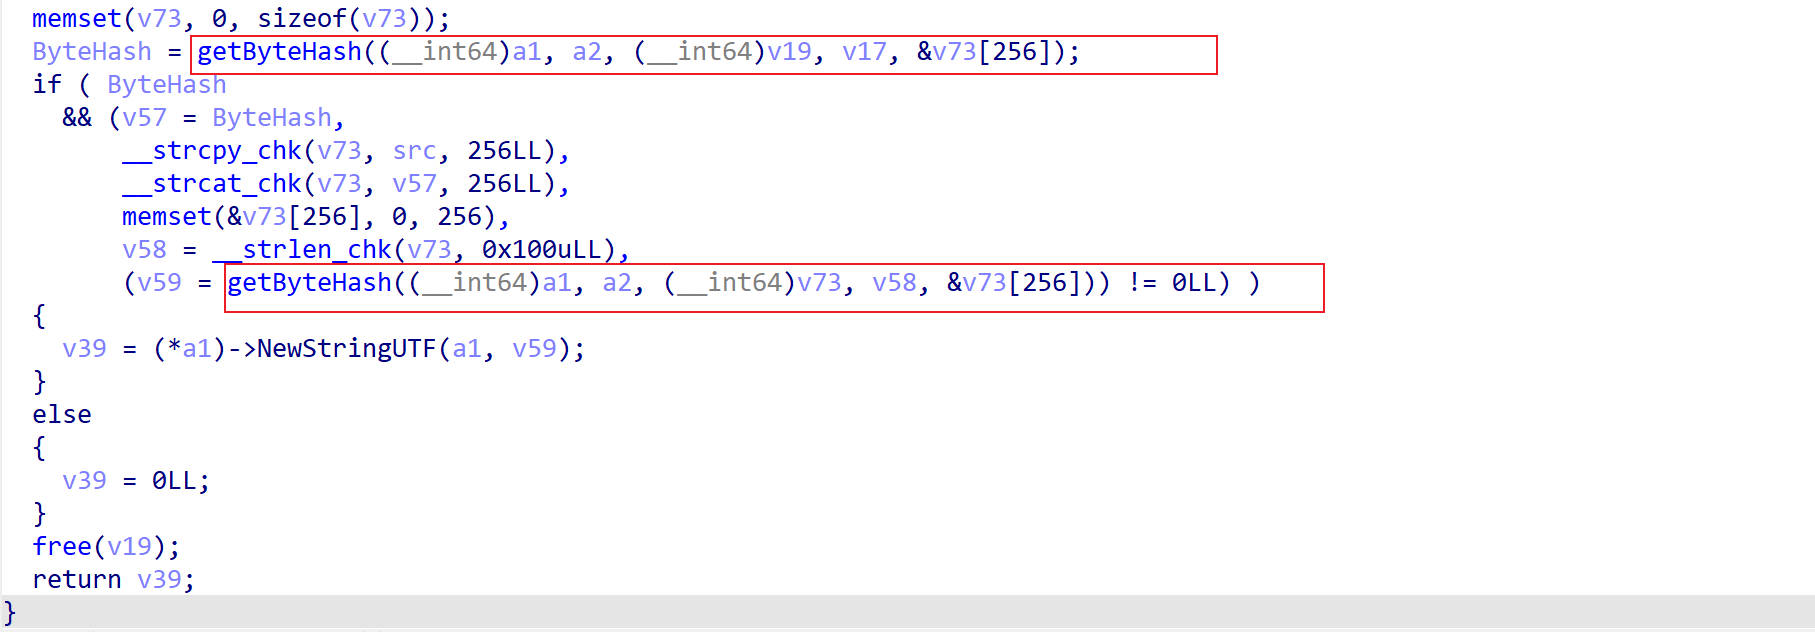 memset(v73, 0, sizeof(v73));
ByteHash = getByteHash((__int64)a1, a2, (__int64)v19, v17, &v73[256]);
if ( ByteHash
&& (v57 = ByteHash,
__strcpy_chk(v73, src, 256LL),
__strcat_chk(v73, v57, 256LL),
memset(&v73[256], 0, 256),
v58 = __strlen_chk(v73, 0x100uLL),
(v59 = getByteHash((__int64)a1, a2, (__int64)v73, v58, &v73[256])) != 0LL) )
{
v39 = (*a1)->NewStringUTF(a1, v59);
}
else
{
v39 = 0LL;
}
free(v19);
return v39;
}